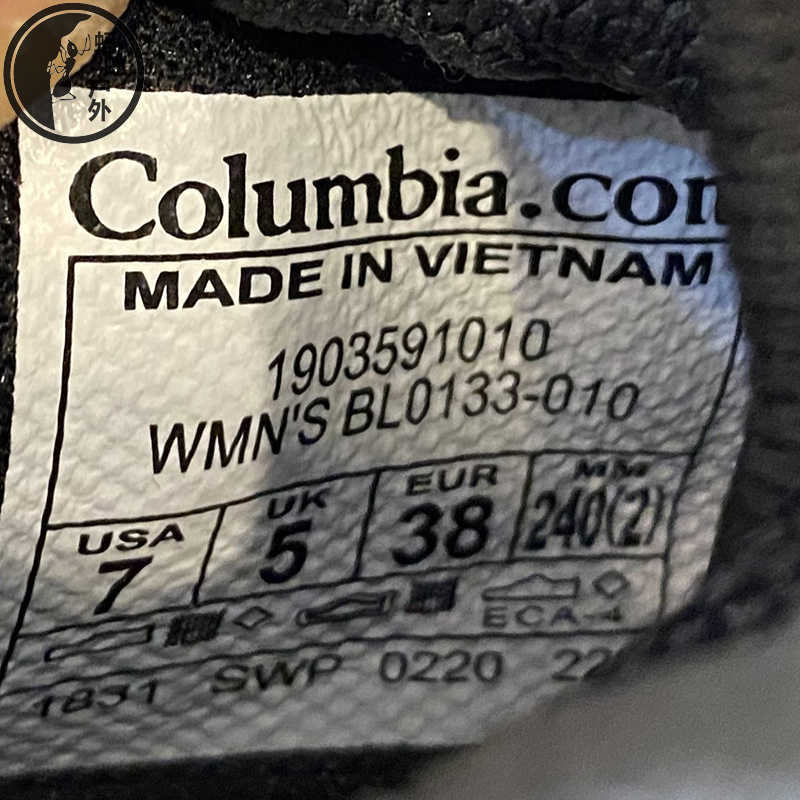 Columbia.com
MADE IN VIETNAM
1903591010
WMN'S BL0133-010
USA UK EUR MM
7 5 38 240(2)
ECA-4
1831 SWP 0220
外